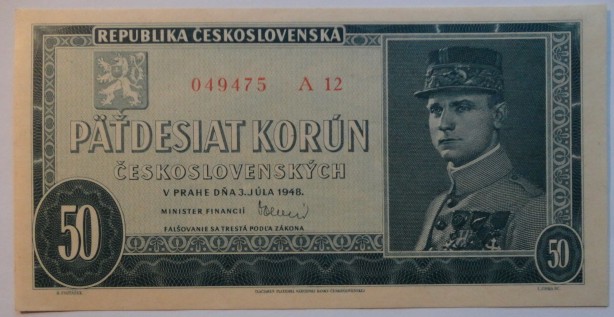 REPUBLIKA ČESKOSLOVENSKÁ
049475 A 12
PÄŤDESIAT KORÚN
ČESKOSLOVENSKÝCH
V PRAHE DŇA 3. JÚLA 1948.
MINISTER FINANCIÍ
FALŠOVANIE SA TRESTÁ PODĽA ZÁKONA
50
50